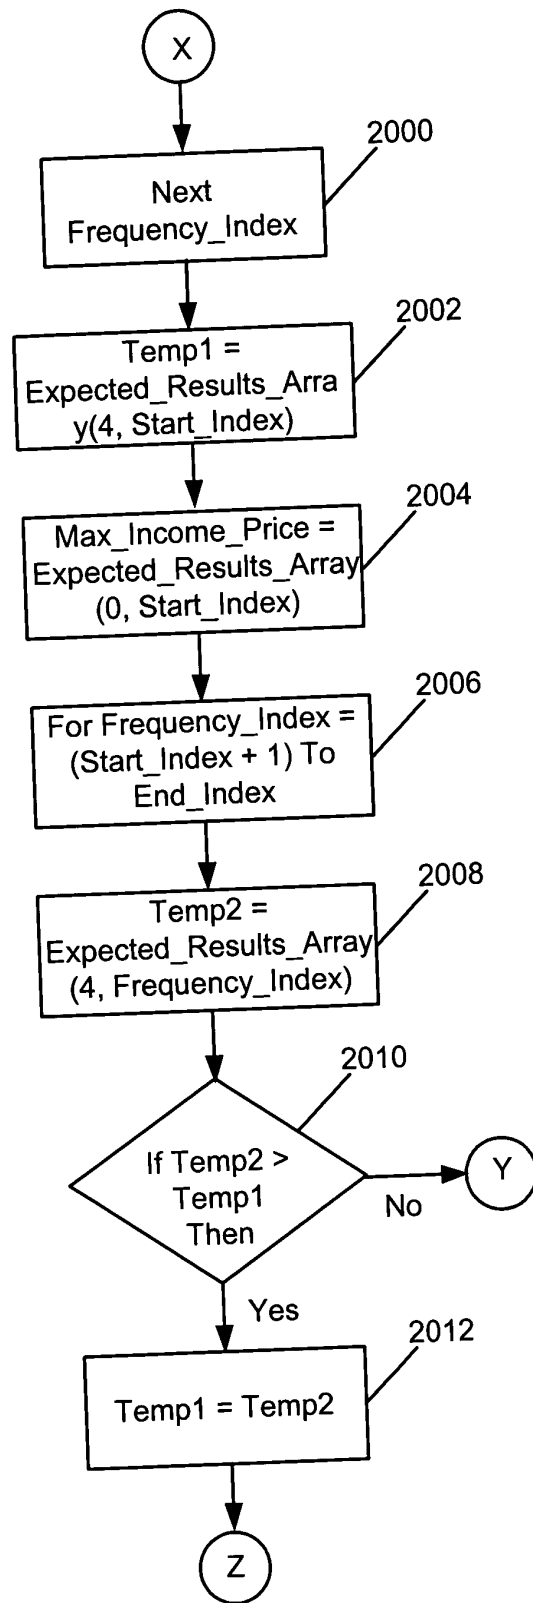 X
2000
Next
Frequency_Index
2002
Temp1 =
Expected_Results_Arra
y(4, Start_Index)
2004
Max_Income_Price =
Expected_Results_Array
(0, Start_Index)
2006
For Frequency_Index =
(Start_Index + 1) To
End_Index
2008
Temp2 =
Expected_Results_Array
(4, Frequency_Index)
2010
If Temp2 >
Temp1
Then
Y
No
Yes
2012
Temp1 = Temp2
Z